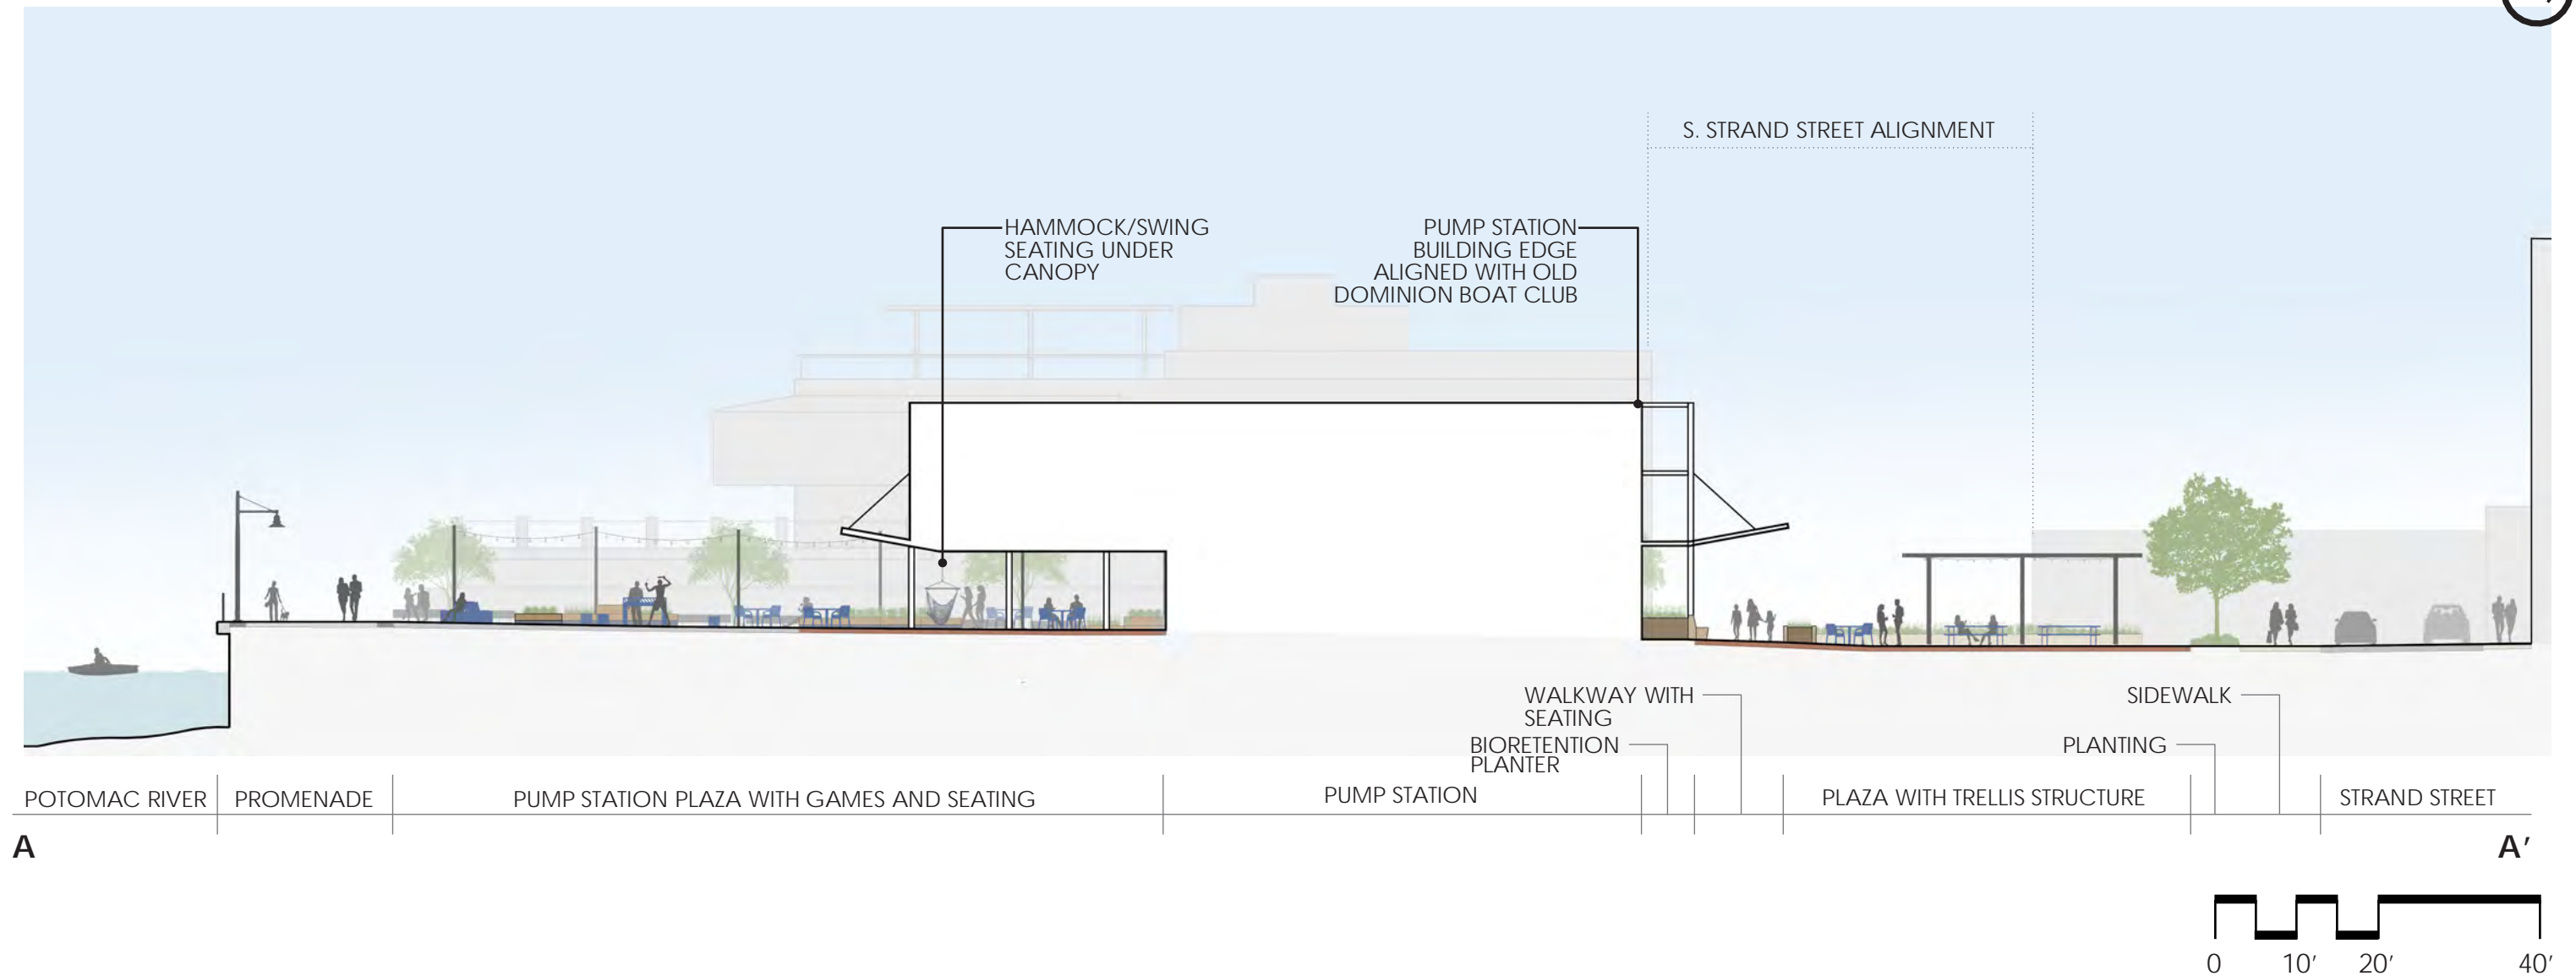 S. STRAND STREET ALIGNMENT
HAMMOCK/SWING
SEATING UNDER
CANOPY
PUMP STATION
BUILDING EDGE
ALIGNED WITH OLD
DOMINION BOAT CLUB
WALKWAY WITH
SEATING
BIORETENTION
PLANTER
SIDEWALK
PLANTING
POTOMAC RIVER
PROMENADE
PUMP STATION PLAZA WITH GAMES AND SEATING
PUMP STATION
PLAZA WITH TRELLIS STRUCTURE
STRAND STREET
A
A'
0 10' 20' 40'